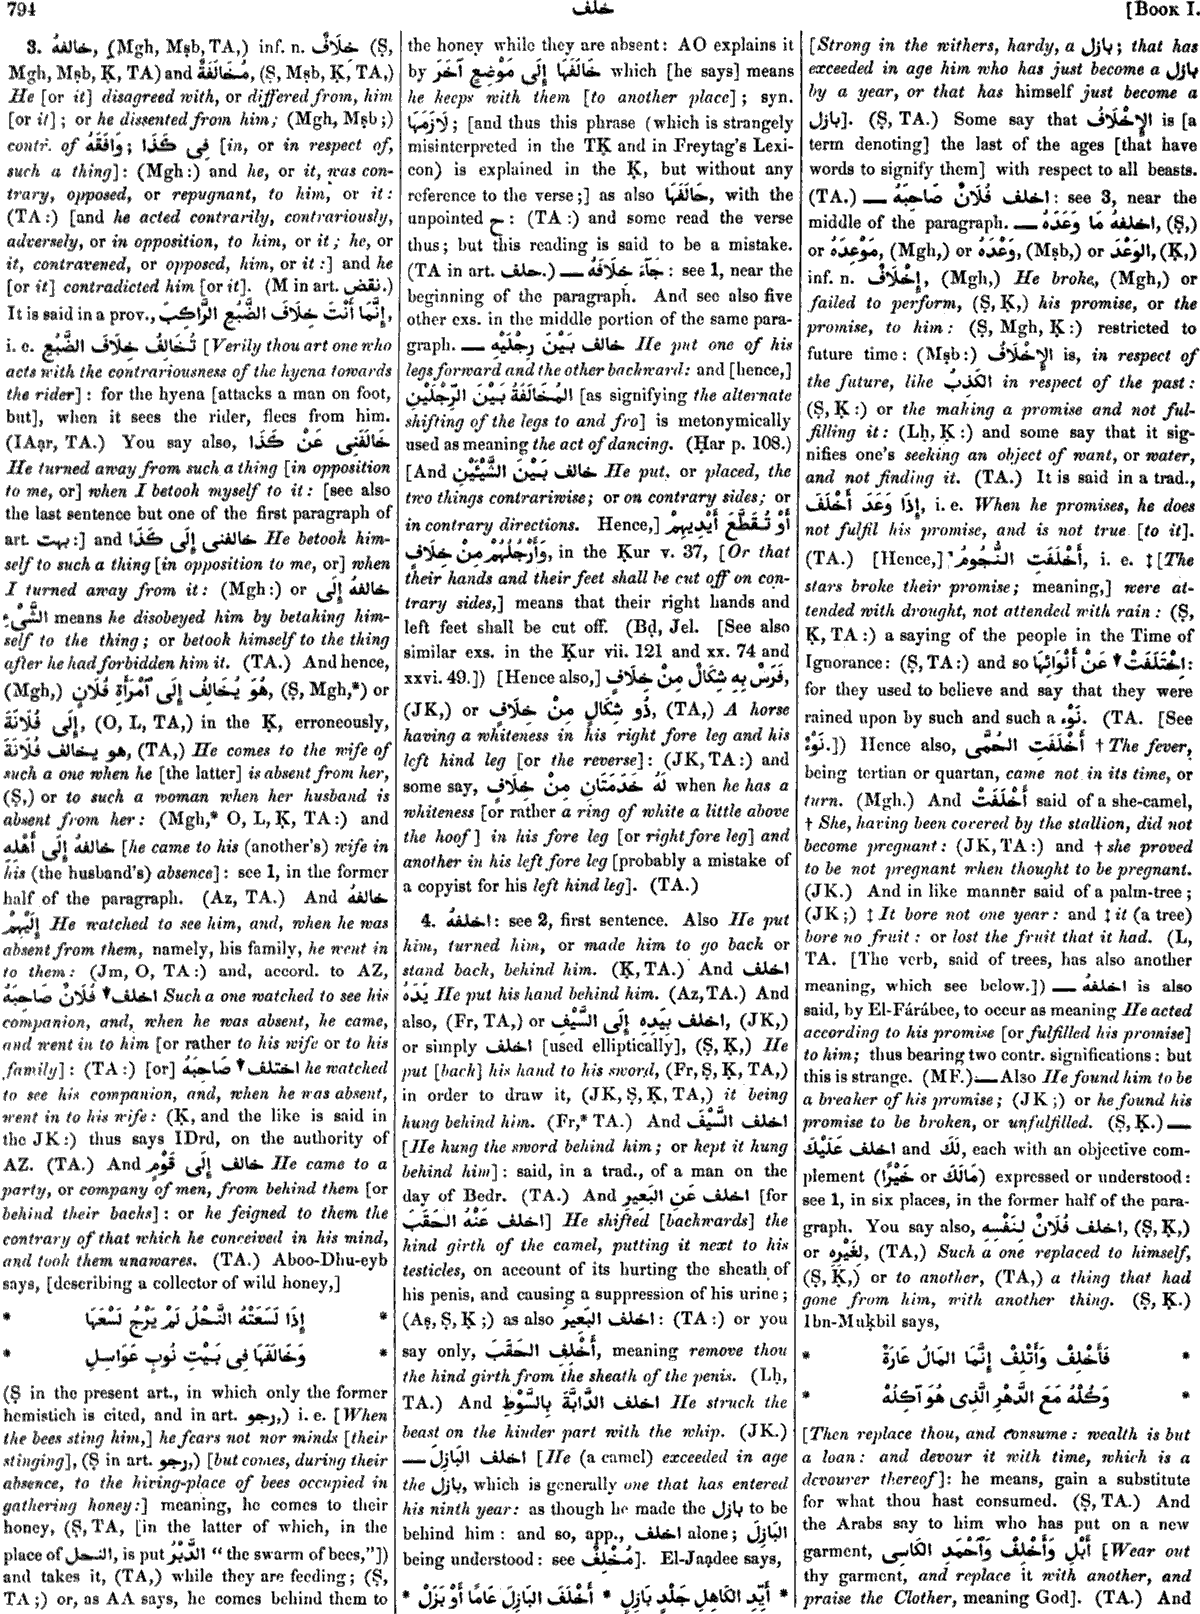 794
خلف
[Book I.
3. خالفهُ, (Mgh, Mṣb, TA,) inf. n. خِلَافٌ (Ṣ,
Mgh, Mṣb, Ḳ, TA) and مُخَالَفَةٌ, (Ṣ, Mṣb, Ḳ, TA,)
He [or it] disagreed with, or differed from, him
[or it]; or he dissented from him; (Mgh, Mṣb;)
contr. of وَافَقَهُ; فِى كَذَا [in, or in respect of,
such a thing]: (Mgh:) and he, or it, was con-
trary, opposed, or repugnant, to him, or it:
(TA:) [and he acted contrarily, contrariously,
adversely, or in opposition, to him, or it; he, or
it, contravened, or opposed, him, or it:] and he
[or it] contradicted him [or it]. (M in art. نقض.)
It is said in a prov., إِنَّمَا أَنْتَ خِلَافَ الضَّبُعِ الرَّاكِبَ,
i. e. تُخَالِفُ خِلَافَ الضَّبُعِ [Verily thou art one who
acts with the contrariousness of the hyena towards
the rider]: for the hyena [attacks a man on foot,
but], when it sees the rider, flees from him.
(IAạr, TA.) You say also, خَالَفَنِى عَنْ كَذَا
He turned away from such a thing [in opposition
to me, or] when I betook myself to it: [see also
the last sentence but one of the first paragraph of
art. بهت:] and خالفنى إِلَى كَذَا He betook him-
self to such a thing [in opposition to me, or] when
I turned away from it: (Mgh:) or خالفهُ إِلَى
الشَّىْءِ means he disobeyed him by betaking him-
self to the thing; or betook himself to the thing
after he had forbidden him it. (TA.) And hence,
(Mgh,) هُوَ يُخَالِفُ إِلَى ٱمْرَأَةِ فُلَانٍ, (Ṣ, Mgh,*) or
إِلَى فُلَانَةَ, (O, L, TA,) in the Ḳ, erroneously,
هو يخالف فُلَانَةَ, (TA,) He comes to the wife of
such a one when he [the latter] is absent from her,
(Ṣ,) or to such a woman when her husband is
absent from her: (Mgh,* O, L, Ḳ, TA:) and
خالفهُ إِلَى أَهْلِهِ [he came to his (another's) wife in
his (the husband's) absence]: see 1, in the former
half of the paragraph. (Az, TA.) And خالفه
إِلَيْهِمْ He watched to see him, and, when he was
absent from them, namely, his family, he went in
to them: (Jm, O, TA:) and, accord. to AZ,
اخلف▼ فُلَانٌ صَاحِبَهُ Such a one watched to see his
companion, and, when he was absent, he came,
and went in to him [or rather to his wife or to his
family]: (TA:) [or] اختلف▼ صَاحِبَهُ he watched
to see his companion, and, when he was absent,
went in to his wife: (Ḳ, and the like is said in
the JK:) thus says IDrd, on the authority of
AZ. (TA.) And خالف إِلَى قَوْمٍ He came to a
party, or company of men, from behind them [or
behind their backs]: or he feigned to them the
contrary of that which he conceived in his mind,
and took them unawares. (TA.) Aboo-Dhu-eyb
says, [describing a collector of wild honey,]
* إِذَا لَسَعَتْهُ النَّحْلُ لَمْ يَرْجُ لَسْعَهَا *
* وَخَالَفَهَا فِى بَيْتِ نُوبٍ عَوَاسِلِ *
(Ṣ in the present art., in which only the former
hemistich is cited, and in art. رجو,) i. e. [When
the bees sting him,] he fears not nor minds [their
stinging], (Ṣ in art. رجو,) [but comes, during their
absence, to the hiving-place of bees occupied in
gathering honey:] meaning, he comes to their
honey, (Ṣ, TA, [in the latter of which, in the
place of النحل, is put الدَّبْرُ "the swarm of bees,"])
and takes it, (TA,) while they are feeding; (Ṣ,
TA;) or, as AA says, he comes behind them to
the honey while they are absent: AO explains it
by خَالَفَهَا إِلَى مَوْضِعٍ آخَرَ which [he says] means
he keeps with them [to another place]; syn.
لَازَمَهَا; [and thus this phrase (which is strangely
misinterpreted in the TḲ and in Freytag's Lexi-
con) is explained in the Ḳ, but without any
reference to the verse;] as also حَالَفَهَا, with the
unpointed ح: (TA:) and some read the verse
thus; but this reading is said to be a mistake.
(TA in art. حلف.) — جَآءَ خِلَافَهُ: see 1, near the
beginning of the paragraph. And see also five
other exs. in the middle portion of the same para-
graph. — خالف بَيْنَ رِجْلَيْهِ He put one of his
legs forward and the other backward: and [hence,]
المُخَالَفَةُ بَيْنَ الرِّجْلَيْنِ [as signifying the alternate
shifting of the legs to and fro] is metonymically
used as meaning the act of dancing. (Ḥar p. 108.)
[And خالف بَيْنَ الشَّيْئَيْنِ He put, or placed, the
two things contrariwise; or on contrary sides; or
in contrary directions. Hence,] أَوْ تُقَطَّعَ أَيْدِيهِمْ
وَأَرْجُلُهُمْ مِنْ خِلَافٍ, in the Ḳur v. 37, [Or that
their hands and their feet shall be cut off on con-
trary sides,] means that their right hands and
left feet shall be cut off. (Bḍ, Jel. [See also
similar exs. in the Ḳur vii. 121 and xx. 74 and
xxvi. 49.]) [Hence also,] فَرَسٌ بِهِ شِكَالٌ مِنْ خِلَافٍ,
(JK,) or ذُو شِكَالٍ مِنْ خِلَافٍ, (TA,) A horse
having a whiteness in his right fore leg and his
left hind leg [or the reverse]: (JK, TA:) and
some say, لَهُ خَدَمَتَانِ مِنْ خِلَافٍ when he has a
whiteness [or rather a ring of white a little above
the hoof] in his fore leg [or right fore leg] and
another in his left fore leg [probably a mistake of
a copyist for his left hind leg]. (TA.)
4. اخلفهُ: see 2, first sentence. Also He put
him, turned him, or made him to go back or
stand back, behind him. (Ḳ, TA.) And اخلف
يَدَهُ He put his hand behind him. (Az, TA.) And
also, (Fr, TA,) or اخلف بِيَدِهِ إِلَى السَّيْفِ, (JK,)
or simply اخلف [used elliptically], (Ṣ, Ḳ,) He
put [back] his hand to his sword, (Fr, Ṣ, Ḳ, TA,)
in order to draw it, (JK, Ṣ, Ḳ, TA,) it being
hung behind him. (Fr,* TA.) And اخلف السَّيْفَ
[He hung the sword behind him; or kept it hung
behind him]: said, in a trad., of a man on the
day of Bedr. (TA.) And اخلف عَنِ البَعِيرِ [for
اخلف عَنْهُ الحَقَبَ] He shifted [backwards] the
hind girth of the camel, putting it next to his
testicles, on account of its hurting the sheath of
his penis, and causing a suppression of his urine;
(Aṣ, Ṣ, Ḳ;) as also اخلف البَعِيرَ: (TA:) or you
say only, أَخْلِفِ الحَقَبَ, meaning remove thou
the hind girth from the sheath of the penis. (Lḥ,
TA.) And اخلف الدَّابَّةَ بِالسَّوْطِ He struck the
beast on the hinder part with the whip. (JK.)
— اخلف البَازِلَ [He (a camel) exceeded in age
the بازل, which is generally one that has entered
his ninth year: as though he made the بازل to be
behind him: and so, app., اخلف alone; البَازِلَ
being understood: see مُخْلِفٌ]. El-Jaạdee says,
* أَيِّدِ الكَاهِلِ جَلْدٍ بَازِلٍ * أَخْلَفَ البَازِلَ عَامًا أَوْ بَزَلْ *
[Strong in the withers, hardy, a بازل; that has
exceeded in age him who has just become a بازل
by a year, or that has himself just become a
بازل]. (Ṣ, TA.) Some say that الإِخْلَافُ is [a
term denoting] the last of the ages [that have
words to signify them] with respect to all beasts.
(TA.) — اخلف فُلَانٌ صَاحِبَهُ: see 3, near the
middle of the paragraph. — اخلفهُ مَا وَعَدَهُ, (Ṣ,)
or مَوْعِدَهُ, (Mgh,) or وَعْدَهُ, (Mṣb,) or الوَعْدَ, (Ḳ,)
inf. n. إِخْلَافٌ, (Mgh,) He broke, (Mgh,) or
failed to perform, (Ṣ, Ḳ,) his promise, or the
promise, to him: (Ṣ, Mgh, Ḳ:) restricted to
future time: (Mṣb:) الإِخْلَافُ is, in respect of
the future, like الكَذِبُ in respect of the past:
(Ṣ, Ḳ:) or the making a promise and not ful-
filling it: (Lḥ, Ḳ:) and some say that it sig-
nifies one's seeking an object of want, or water,
and not finding it. (TA.) It is said in a trad.,
إِذَا وَعَدَ أَخْلَفَ, i. e. When he promises, he does
not fulfil his promise, and is not true [to it].
(TA.) [Hence,] أَخْلَفَتِ النُّجُومُ, i. e. ‡[The
stars broke their promise; meaning,] were at-
tended with drought, not attended with rain: (Ṣ,
Ḳ, TA:) a saying of the people in the Time of
Ignorance: (Ṣ, TA:) and so اخْتَلَفَتْ▼ عَنْ أَنْوَائِهَا:
for they used to believe and say that they were
rained upon by such and such a نَوْء. (TA. [See
نَوْءٌ.]) Hence also, أَخْلَفَتِ الحُمَّى † The fever,
being tertian or quartan, came not in its time, or
turn. (Mgh.) And أَخْلَفَتْ said of a she-camel,
† She, having been covered by the stallion, did not
become pregnant: (JK, TA:) and † she proved
to be not pregnant when thought to be pregnant.
(JK.) And in like manner said of a palm-tree;
(JK;) ‡ It bore not one year: and ‡ it (a tree)
bore no fruit: or lost the fruit that it had. (L,
TA. [The verb, said of trees, has also another
meaning, which see below.]) — اخلفهُ is also
said, by El-Fárábee, to occur as meaning He acted
according to his promise [or fulfilled his promise]
to him; thus bearing two contr. significations: but
this is strange. (MF.) — Also He found him to be
a breaker of his promise; (JK;) or he found his
promise to be broken, or unfulfilled. (Ṣ, Ḳ.) —
اخلف عَلَيْكَ and لَكَ, each with an objective com-
plement (مَالَكَ or خَيْرًا) expressed or understood:
see 1, in six places, in the former half of the para-
graph. You say also, اخلف فُلَانٌ لِنَفْسِهِ, (Ṣ, Ḳ,)
or لِغَيْرِهِ, (TA,) Such a one replaced to himself,
(Ṣ, Ḳ,) or to another, (TA,) a thing that had
gone from him, with another thing. (Ṣ, Ḳ.)
Ibn-Muḳbil says,
* فَأَخْلِفْ وَأَتْلِفْ إِنَّمَا المَالُ عَارَةٌ *
* وَكُلْهُ مَعَ الدَّهْرِ الَّذِى هُوَ آكِلُهْ *
[Then replace thou, and consume: wealth is but
a loan: and devour it with time, which is a
devourer thereof]: he means, gain a substitute
for what thou hast consumed. (Ṣ, TA.) And
the Arabs say to him who has put on a new
garment, أَبْلِ وَأَخْلِفْ وَٱحْمَدِ الكَاسِى [Wear out
thy garment, and replace it with another, and
praise the Clother, meaning God]. (TA.) And